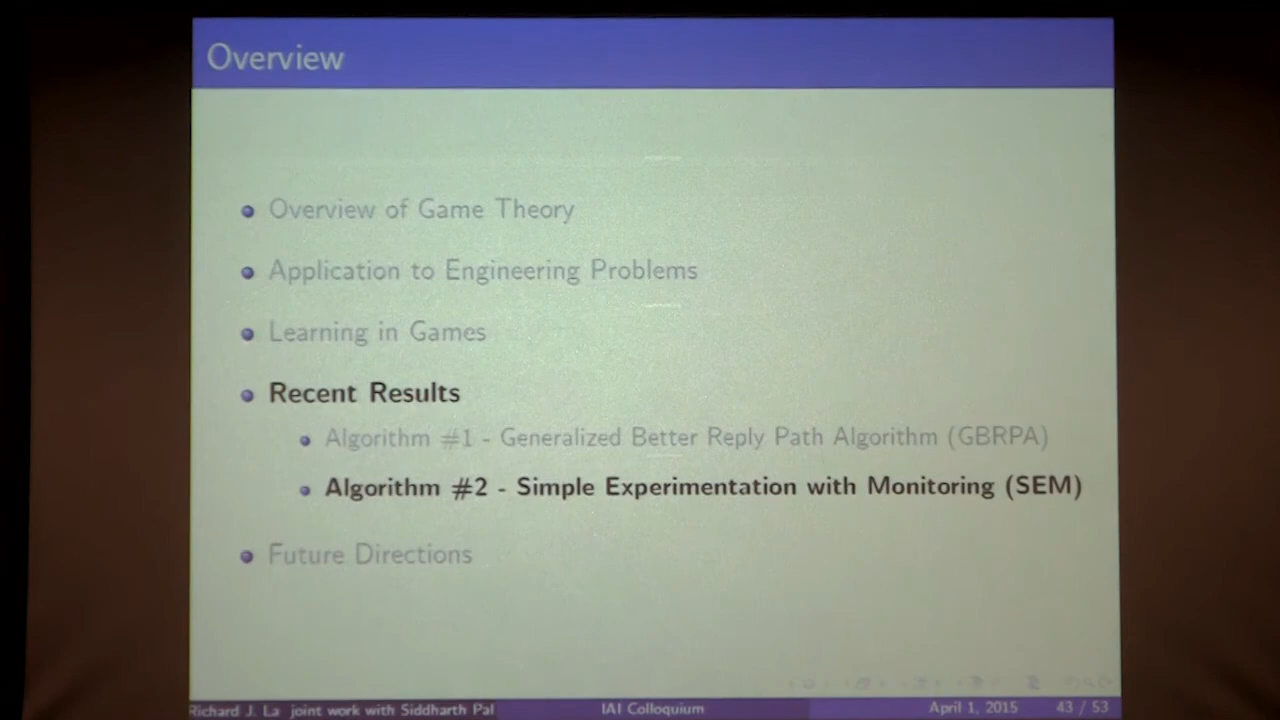 Overview
Overview of Game Theory
Application to Engineering Problems
Learning in Games
Recent Results
Algorithm #1 - Generalized Better Reply Path Algorithm (GBRPA)
Algorithm #2 - Simple Experimentation with Monitoring (SEM)
Future Directions
Richard J. La joint work with Siddharth Pal IAI Colloquium April 1, 2015 43 / 53